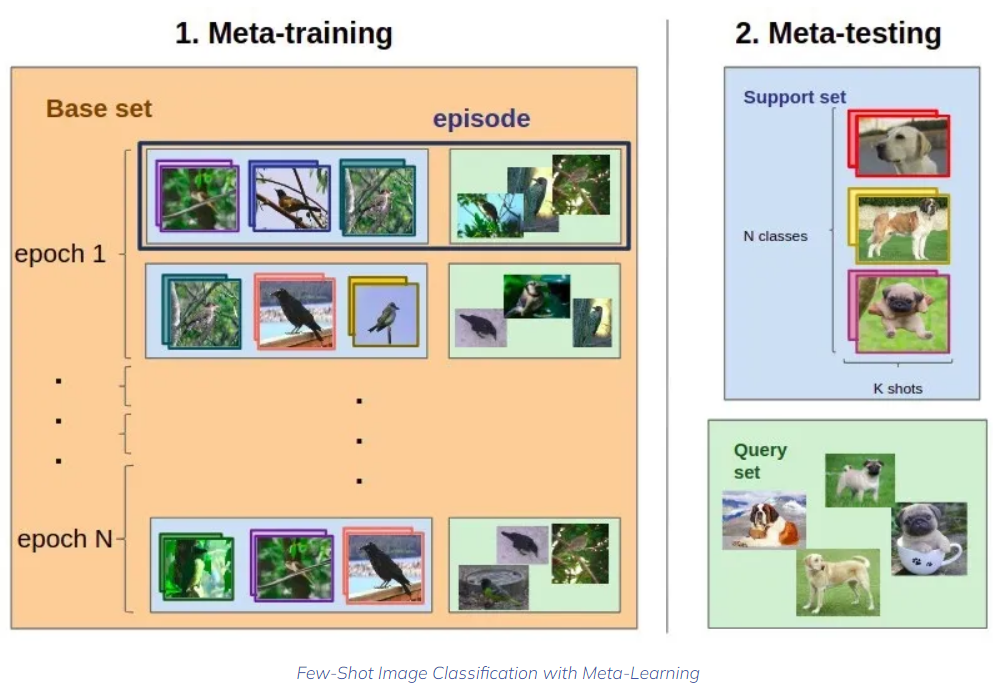 1. Meta-training
2. Meta-testing
Base set
episode
epoch 1
epoch N
Support set
N classes
K shots
Query
set
Few-Shot Image Classification with Meta-Learning